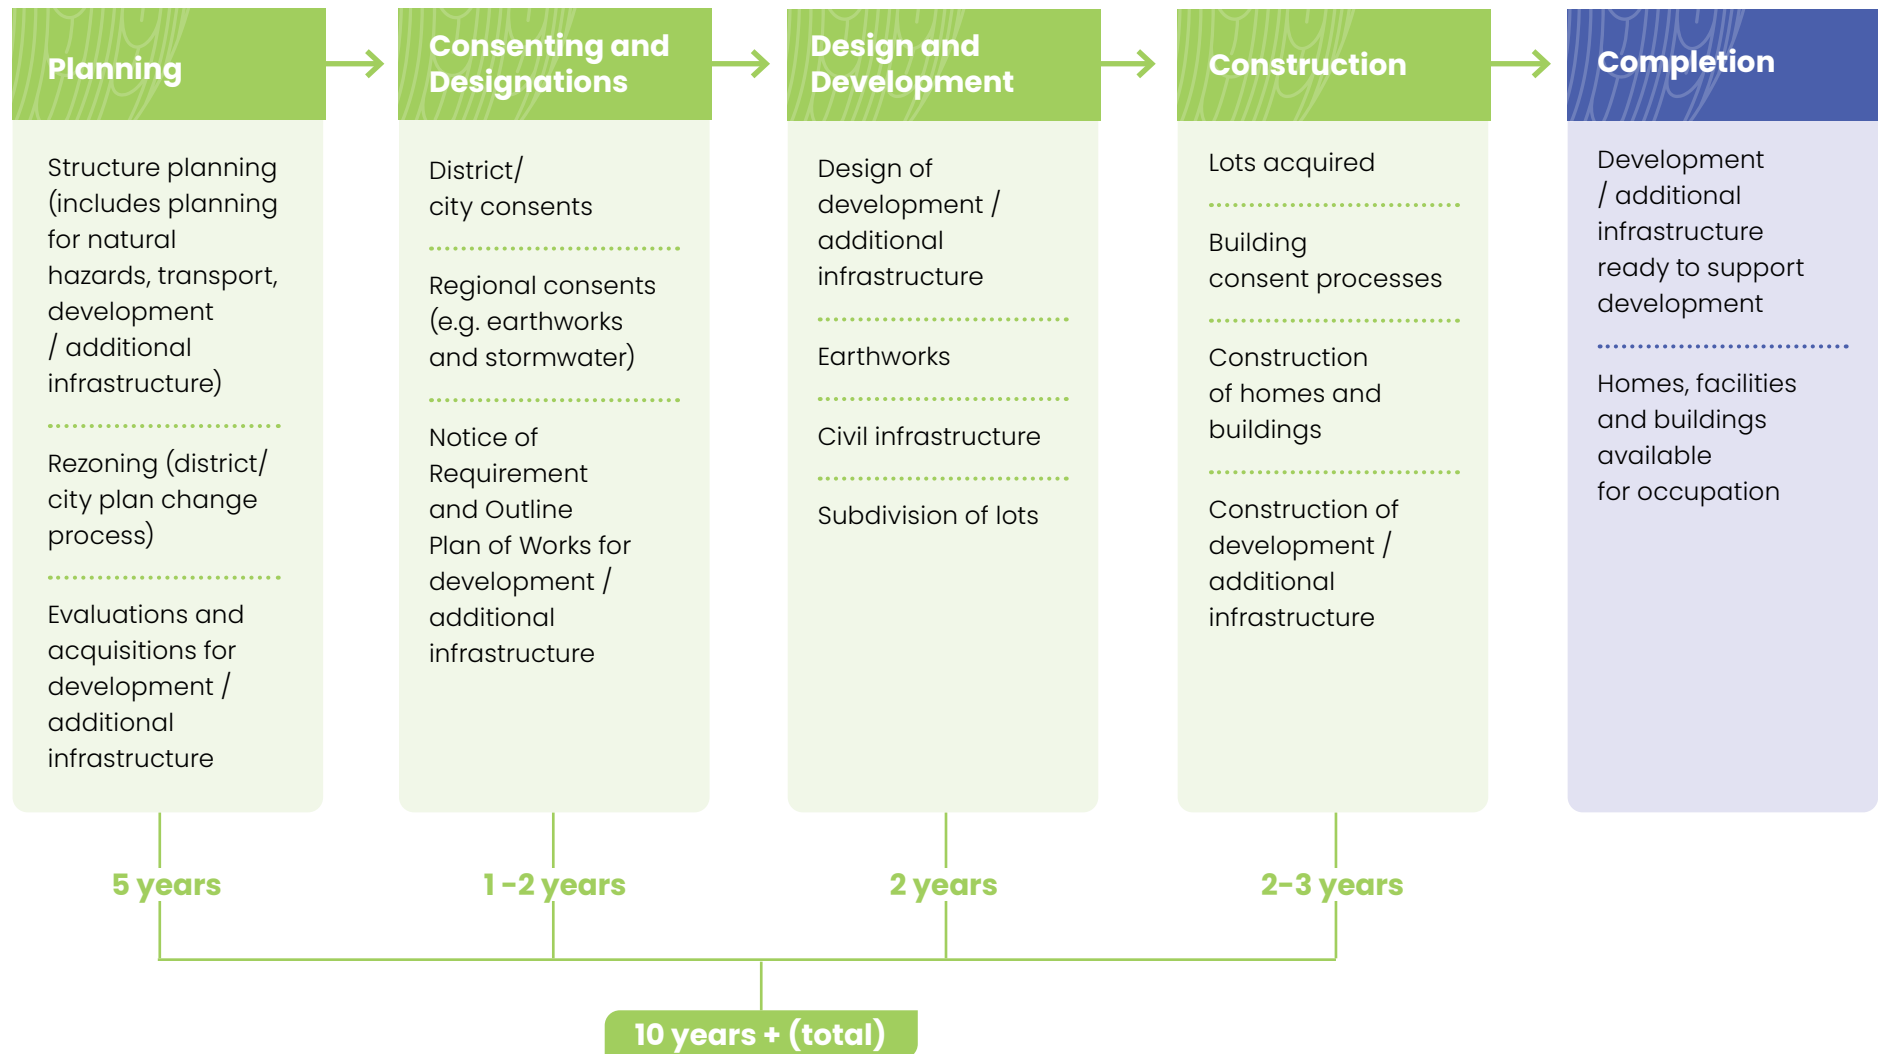 Planning
Structure planning
(includes planning
for natural
hazards, transport,
development
/ additional
infrastructure)
Rezoning (district/
city plan change
process)
Evaluations and
acquisitions for
development /
additional
infrastructure
5 years
Consenting and
Designations
District/
city consents
Regional consents
(e.g. earthworks
and stormwater)
Notice of
Requirement
and Outline
Plan of Works for
development /
additional
infrastructure
1 -2 years
Design and
Development
Design of
development /
additional
infrastructure
Earthworks
Civil infrastructure
Subdivision of lots
2 years
Construction
Lots acquired
Building
consent processes
Construction
of homes and
buildings
Construction of
development /
additional
infrastructure
2-3 years
Completion
Development
/ additional
infrastructure
ready to support
development
Homes, facilities
and buildings
available
for occupation
10 years + (total)